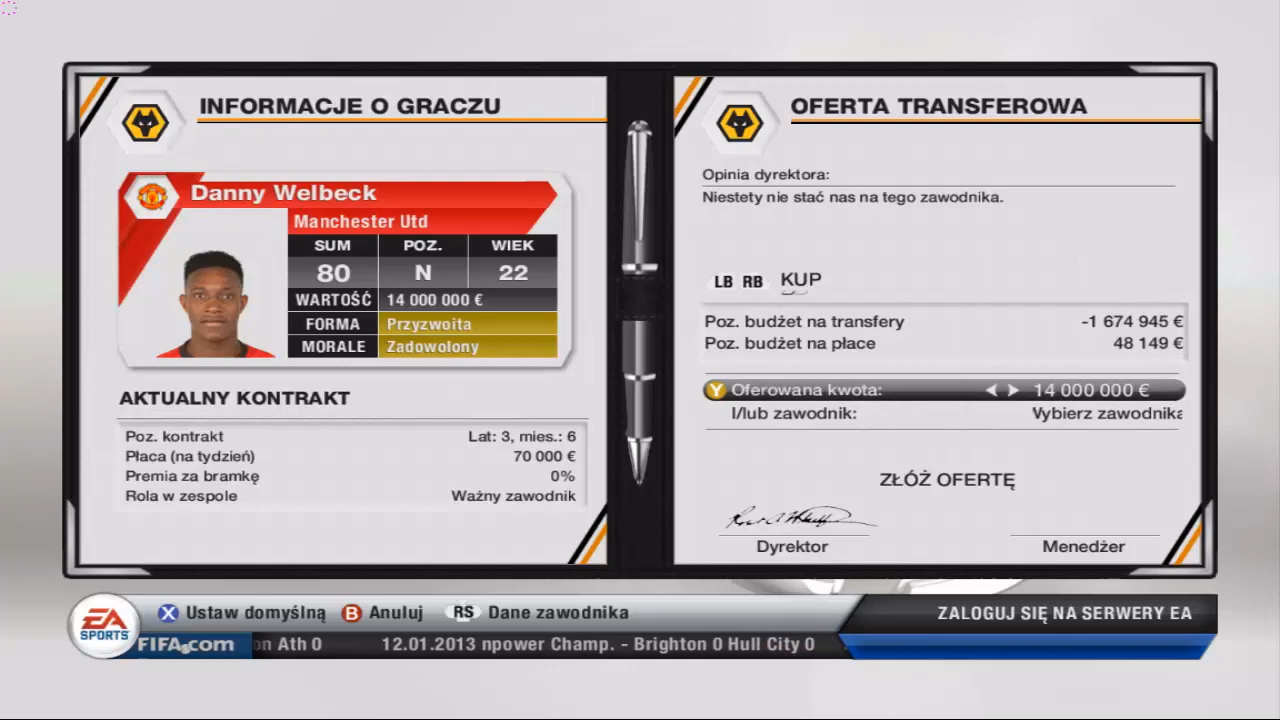 INFORMACJE O GRACZU
Danny Welbeck
Manchester Utd
SUM POZ. WIEK
80 N 22
WARTOŚĆ 14 000 000 €
FORMA Przyzwoita
MORALE Zadowolony
AKTUALNY KONTRAKT
Poz. kontrakt Lat: 3, mies.: 6
Płaca (na tydzień) 70 000 €
Premia za bramkę 0%
Rola w zespole Ważny zawodnik
OFERTA TRANSFEROWA
Opinia dyrektora:
Niestety nie stać nas na tego zawodnika.
LB RB KUP
Poz. budżet na transfery -1 674 945 €
Poz. budżet na płace 48 149 €
Y Oferowana kwota: 14 000 000 €
I/lub zawodnik: Wybierz zawodnika
ZŁÓŻ OFERTĘ
Dyrektor Menedżer
EA SPORTS
X Ustaw domyślną B Anuluj RS Dane zawodnika
ZALOGUJ SIĘ NA SERWERY EA
FIFA.com on Ath 0 12.01.2013 npower Champ. - Brighton 0 Hull City 0